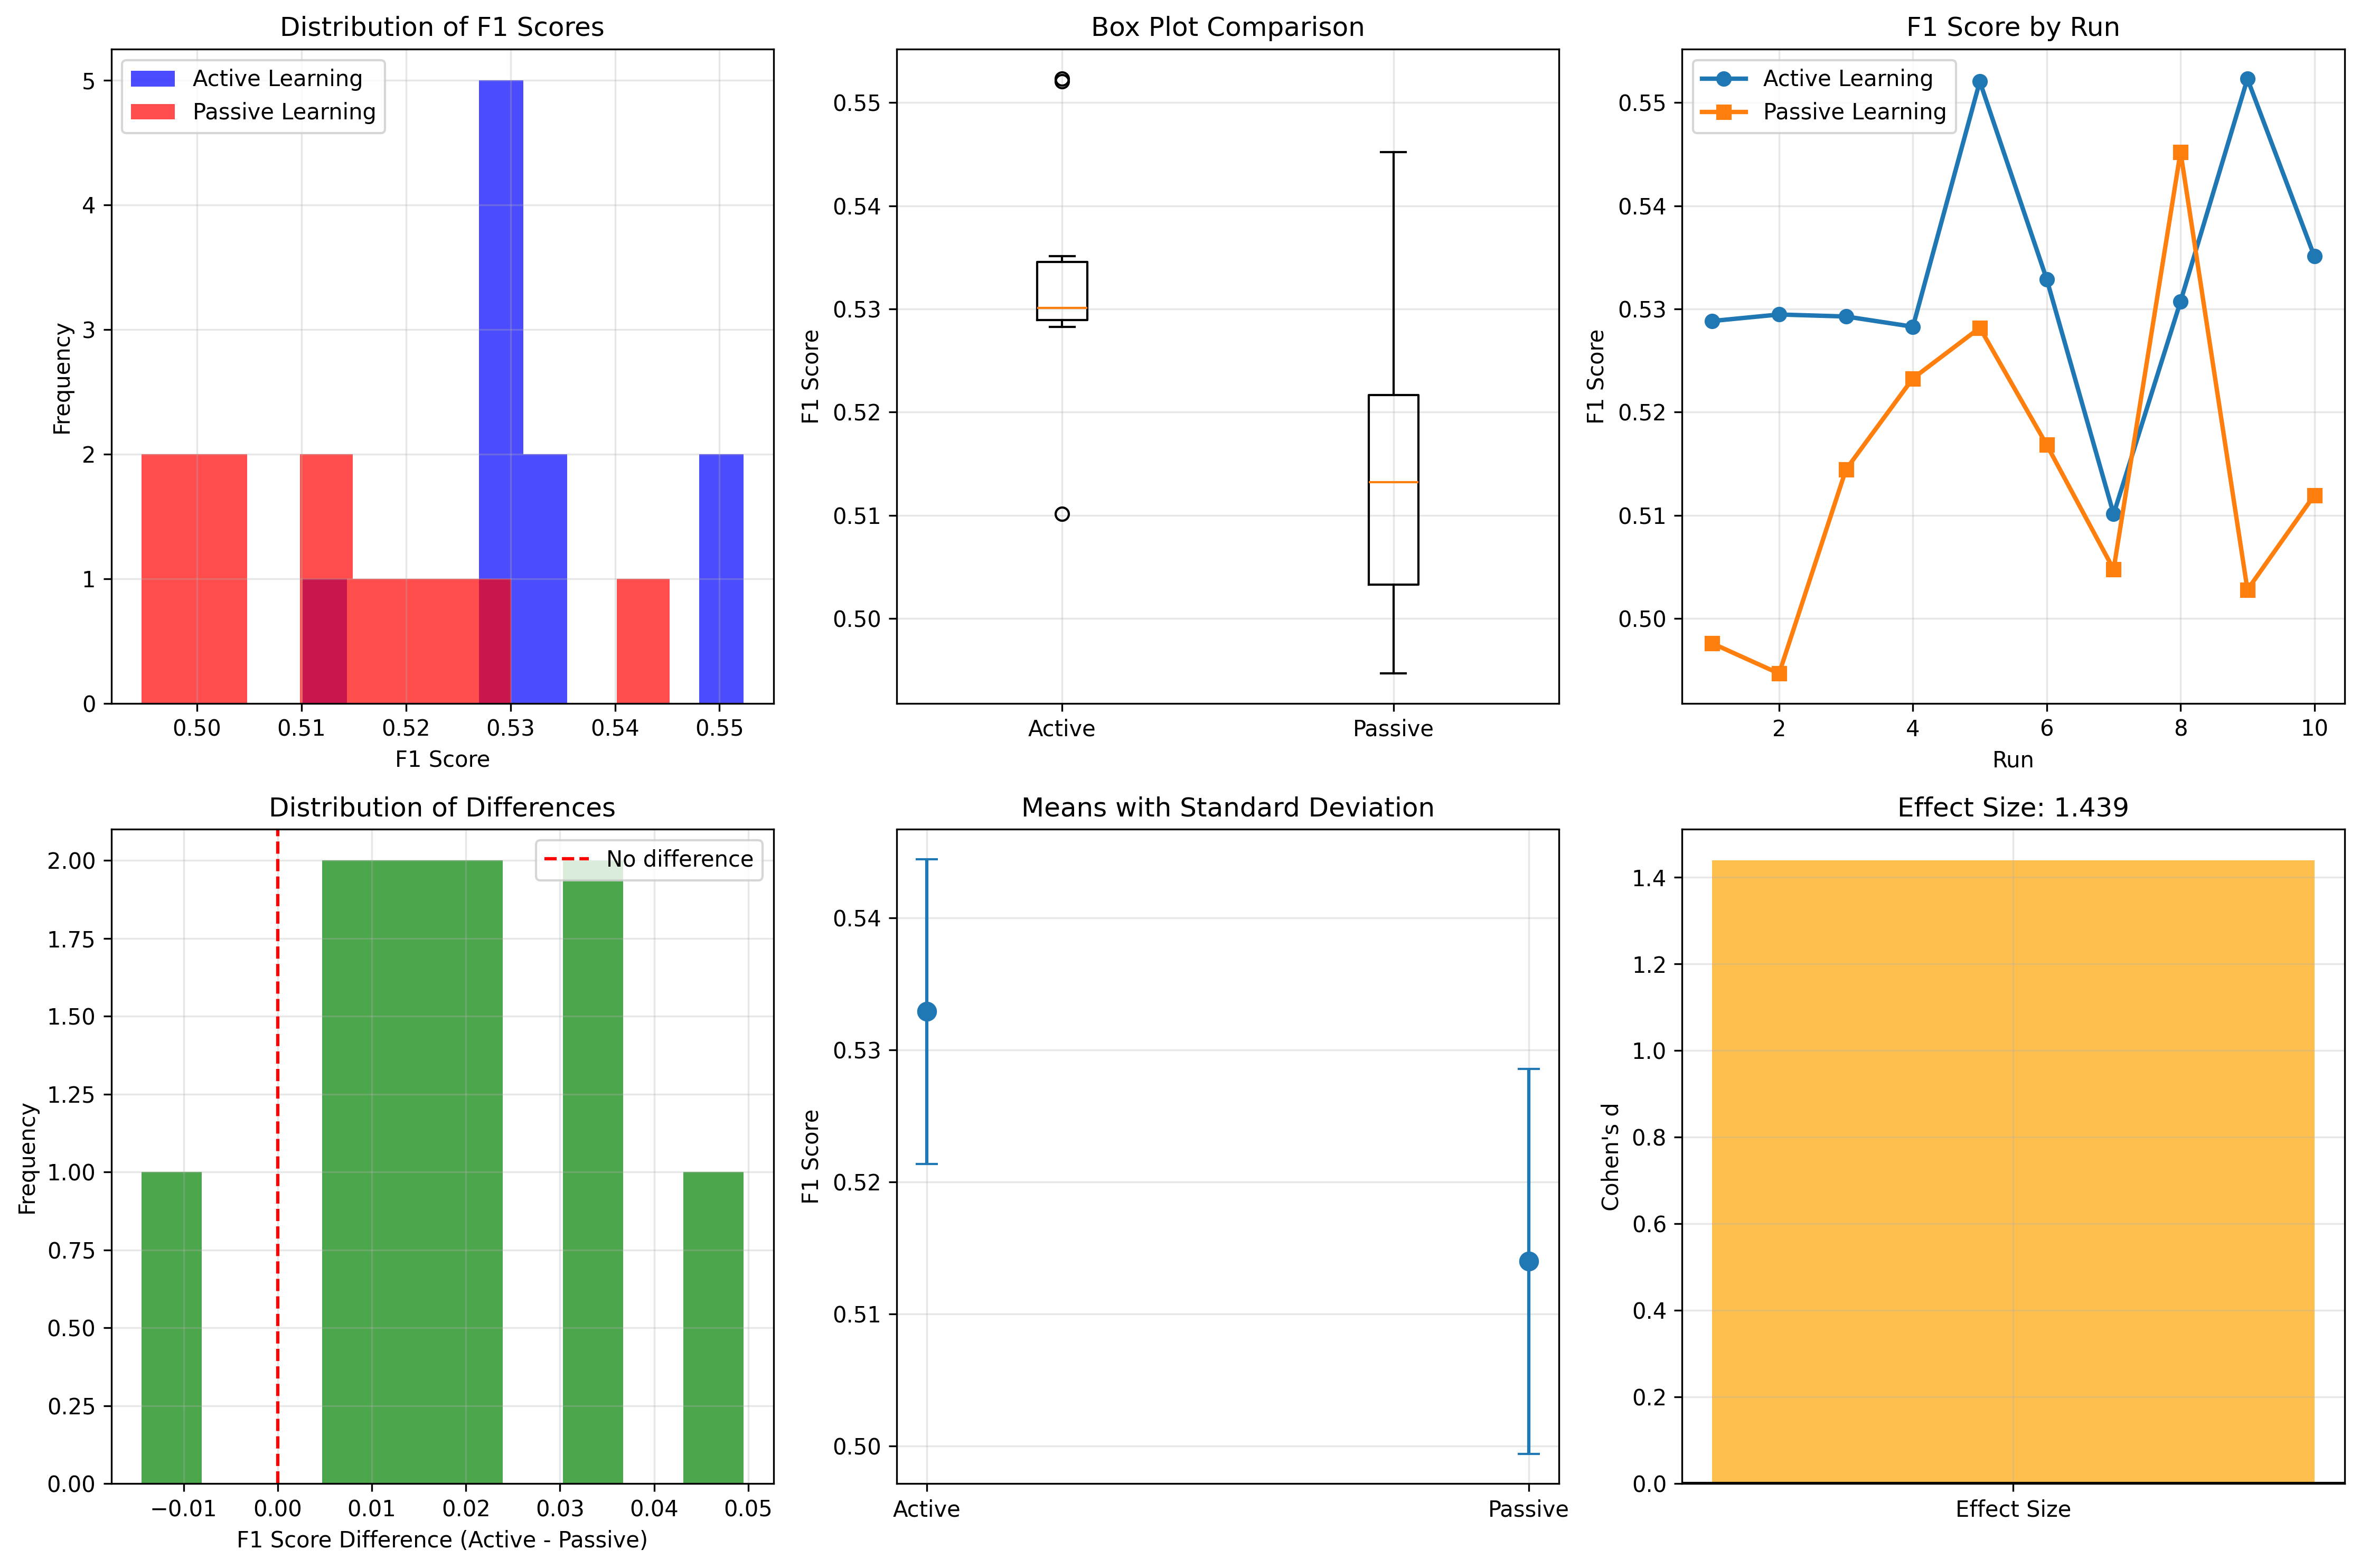 Distribution of F1 Scores
Active Learning
Passive Learning
5
4
3
2
1
0
Frequency
0.50 0.51 0.52 0.53 0.54 0.55
F1 Score
Box Plot Comparison
0.55
0.54
0.53
0.52
0.51
0.50
F1 Score
Active Passive
F1 Score by Run
Active Learning
Passive Learning
0.55
0.54
0.53
0.52
0.51
0.50
F1 Score
2 4 6 8 10
Run
Distribution of Differences
No difference
2.00
1.75
1.50
1.25
1.00
0.75
0.50
0.25
0.00
Frequency
−0.01 0.00 0.01 0.02 0.03 0.04 0.05
F1 Score Difference (Active - Passive)
Means with Standard Deviation
0.54
0.53
0.52
0.51
0.50
F1 Score
Active Passive
Effect Size: 1.439
1.4
1.2
1.0
0.8
0.6
0.4
0.2
0.0
Cohen's d
Effect Size